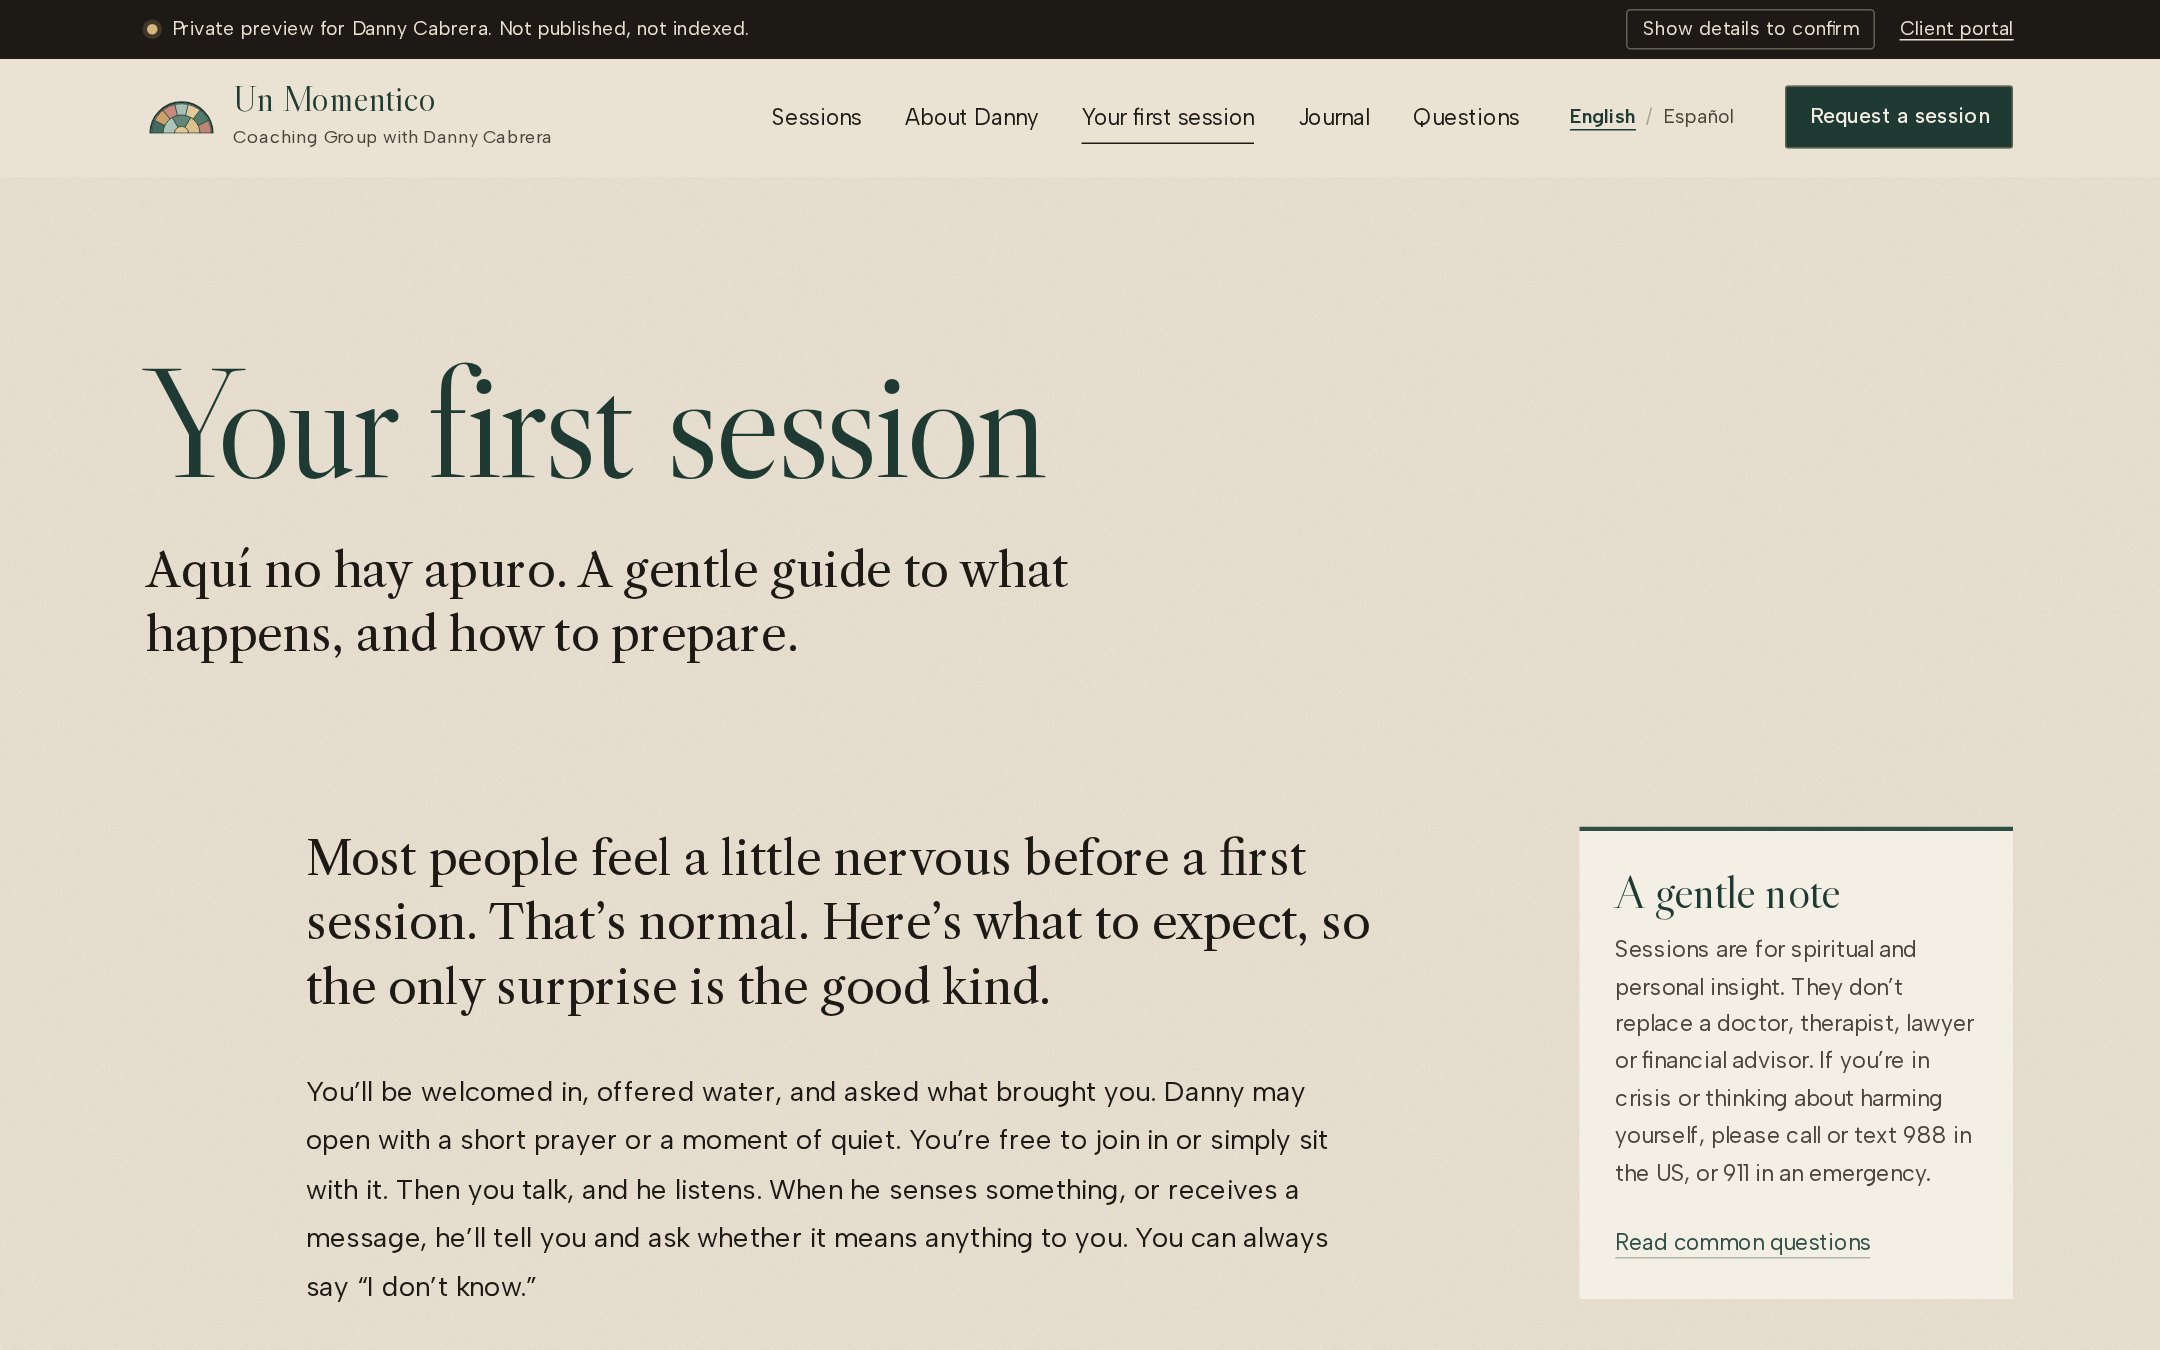 Private preview for Danny Cabrera. Not published, not indexed.
Show details to confirm
Client portal
Un Momentico
Coaching Group with Danny Cabrera
Sessions
About Danny
Your first session
Journal
Questions
English / Español
Request a session
Your first session
Aquí no hay apuro. A gentle guide to what
happens, and how to prepare.
Most people feel a little nervous before a first
session. That’s normal. Here’s what to expect, so
the only surprise is the good kind.
You’ll be welcomed in, offered water, and asked what brought you. Danny may
open with a short prayer or a moment of quiet. You’re free to join in or simply sit
with it. Then you talk, and he listens. When he senses something, or receives a
message, he’ll tell you and ask whether it means anything to you. You can always
say “I don’t know.”
A gentle note
Sessions are for spiritual and
personal insight. They don’t
replace a doctor, therapist, lawyer
or financial advisor. If you’re in
crisis or thinking about harming
yourself, please call or text 988 in
the US, or 911 in an emergency.
Read common questions